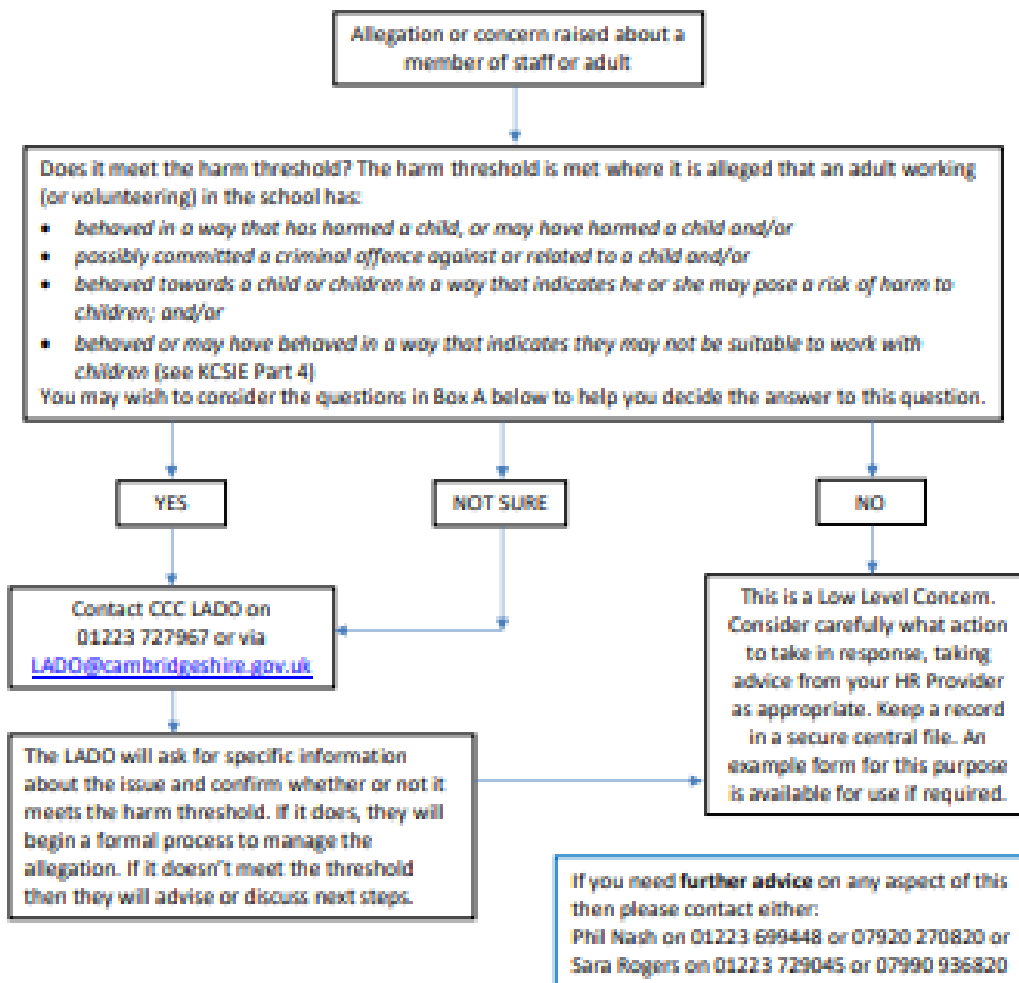 Allegation or concern raised about a
member of staff or adult
Does it meet the harm threshold? The harm threshold is met where it is alleged that an adult working
(or volunteering) in the school has:
• behaved in a way that has harmed a child, or may have harmed a child and/or
• possibly committed a criminal offence against or related to a child and/or
• behaved towards a child or children in a way that indicates he or she may pose a risk of harm to
children; and/or
• behaved or may have behaved in a way that indicates they may not be suitable to work with
children (see KCSIE Part 4)
You may wish to consider the questions in Box A below to help you decide the answer to this question.
YES
NOT SURE
NO
Contact CCC LADO on
01223 727967 or via
LADO@cambridgeshire.gov.uk
This is a Low Level Concern.
Consider carefully what action
to take in response, taking
advice from your HR Provider
as appropriate. Keep a record
in a secure central file. An
example form for this purpose
is available for use if required.
The LADO will ask for specific information
about the issue and confirm whether or not it
meets the harm threshold. If it does, they will
begin a formal process to manage the
allegation. If it doesn't meet the threshold
then they will advise or discuss next steps.
If you need further advice on any aspect of this
then please contact either:
Phil Nash on 01223 699448 or 07920 270820 or
Sara Rogers on 01223 729045 or 07990 936820